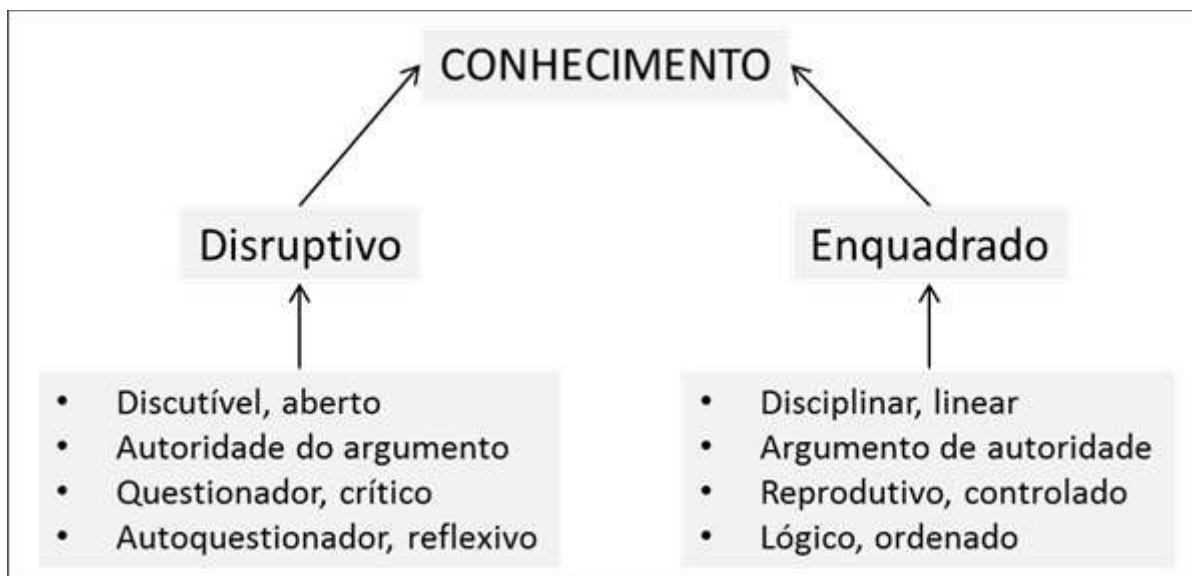 CONHECIMENTO
Disruptivo
Enquadrado
• Discutível, aberto
• Autoridade do argumento
• Questionador, crítico
• Autoquestionador, reflexivo
• Disciplinar, linear
• Argumento de autoridade
• Reprodutivo, controlado
• Lógico, ordenado